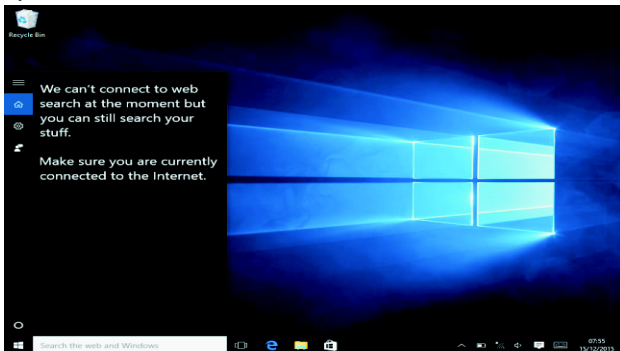 Recycle Bin
We can't connect to web
search at the moment but
you can still search your
stuff.
Make sure you are currently
connected to the Internet.
Search the web and Windows
07:55
15/12/2015